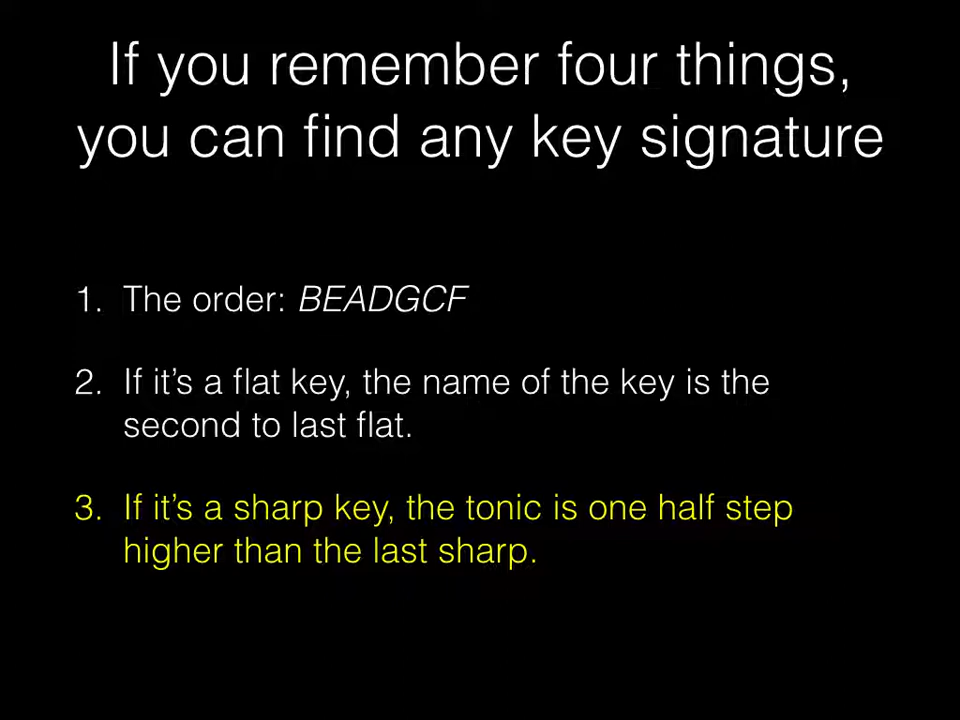 If you remember four things,
you can find any key signature
1. The order: BEADGCF
2. If it’s a flat key, the name of the key is the
second to last flat.
3. If it’s a sharp key, the tonic is one half step
higher than the last sharp.